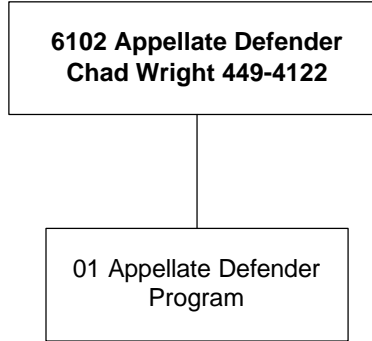 6102 Appellate Defender
Chad Wright 449-4122
01 Appellate Defender
Program